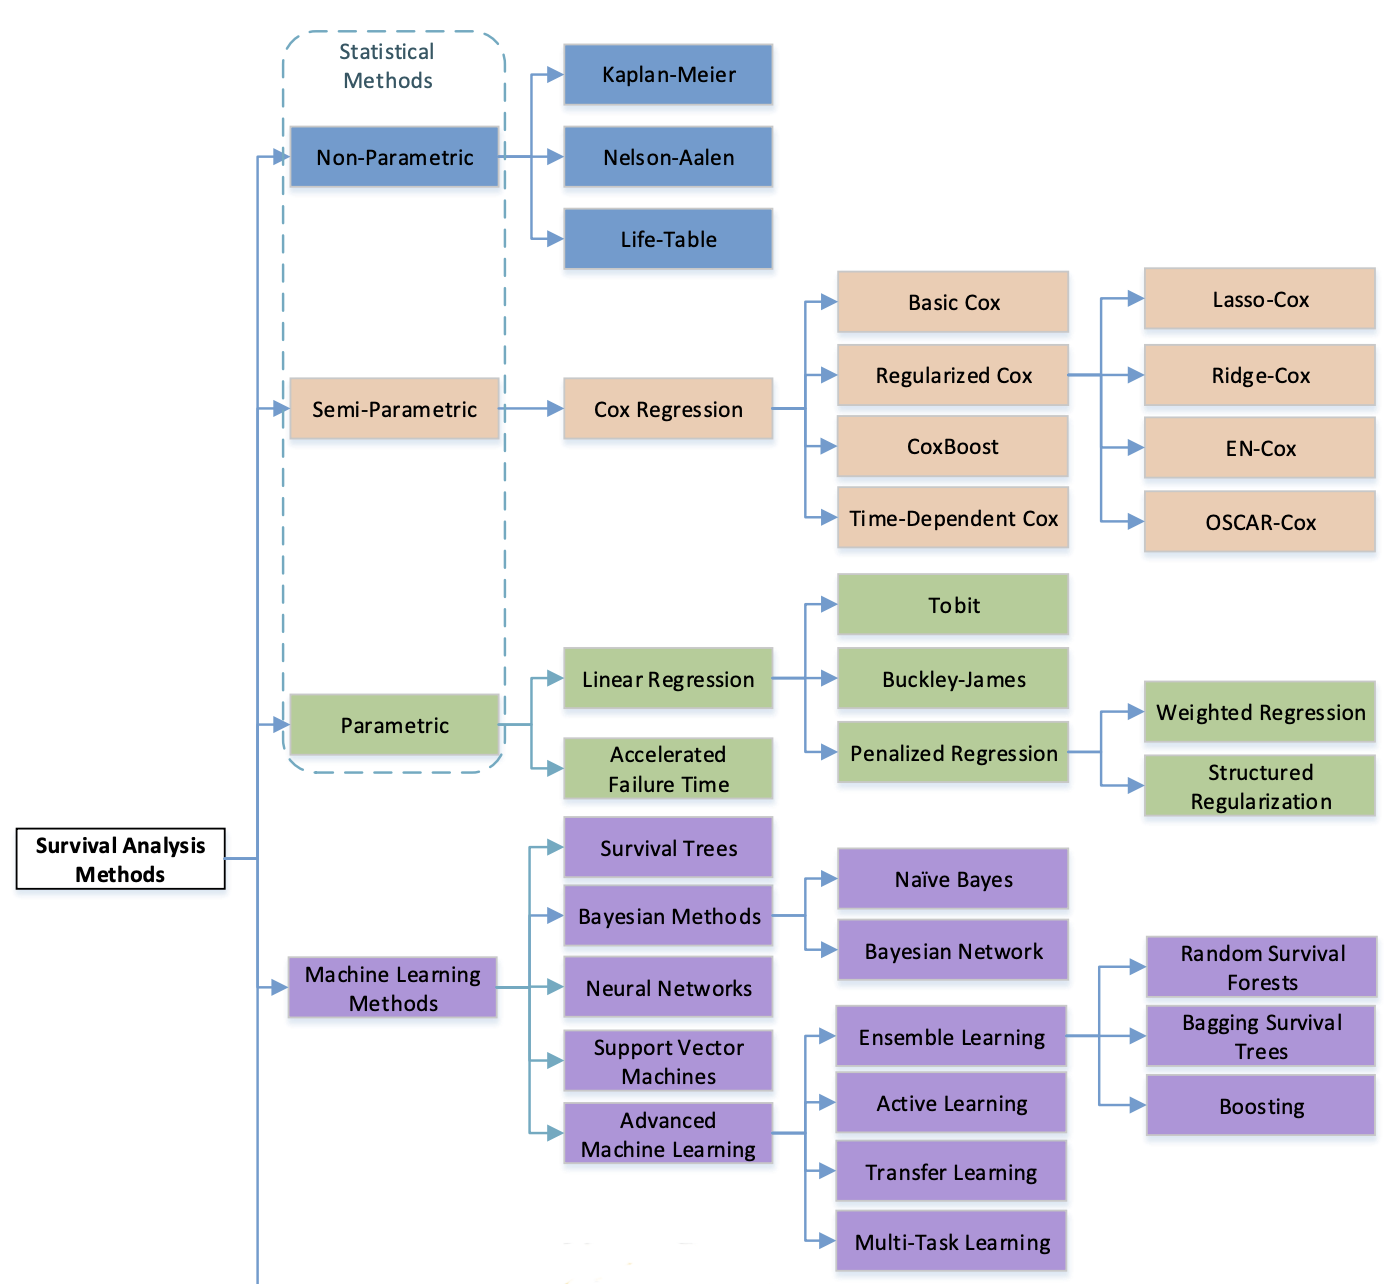 Statistical
Methods
Kaplan-Meier
Non-Parametric
Nelson-Aalen
Life-Table
Basic Cox
Lasso-Cox
Regularized Cox
Ridge-Cox
Semi-Parametric
Cox Regression
CoxBoost
EN-Cox
Time-Dependent Cox
OSCAR-Cox
Tobit
Linear Regression
Buckley-James
Weighted Regression
Parametric
Penalized Regression
Accelerated
Failure Time
Structured
Regularization
Survival Analysis
Methods
Survival Trees
Naïve Bayes
Bayesian Methods
Bayesian Network
Machine Learning
Methods
Neural Networks
Random Survival
Forests
Support Vector
Machines
Ensemble Learning
Bagging Survival
Trees
Advanced
Machine Learning
Active Learning
Boosting
Transfer Learning
Multi-Task Learning